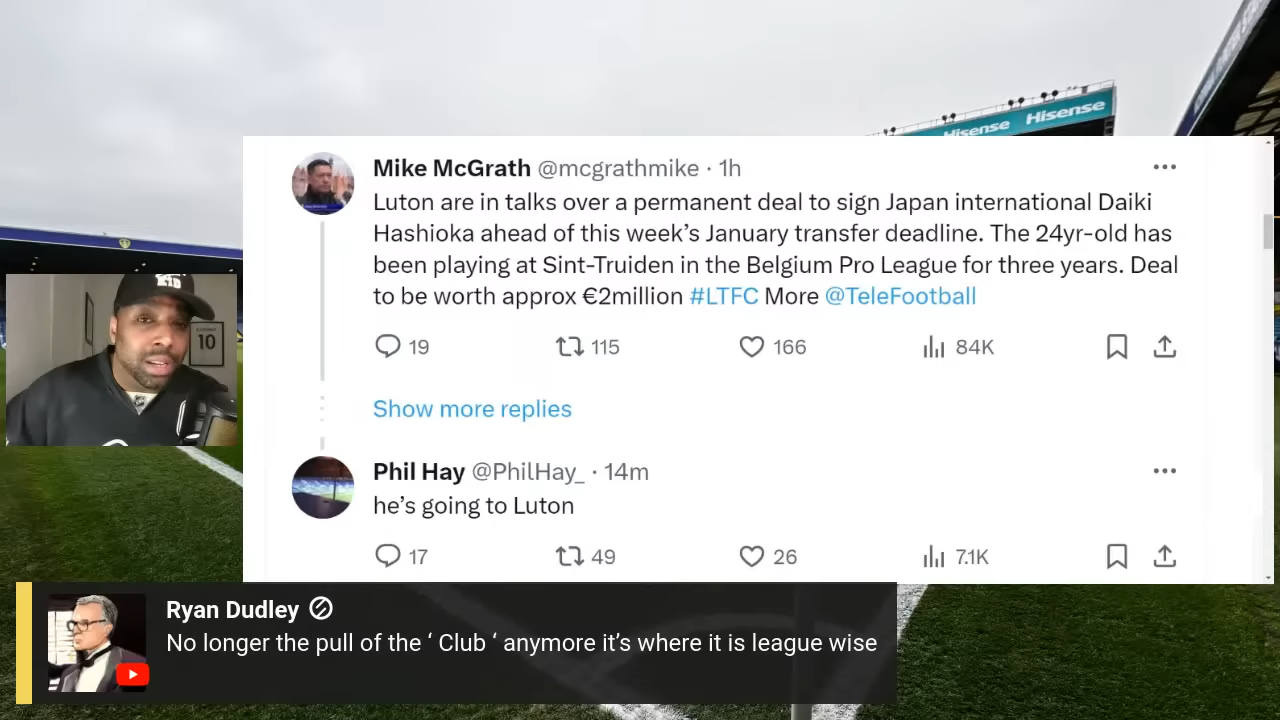 Hisense
Hisense
10
Mike McGrath @mcgrathmike · 1h
Luton are in talks over a permanent deal to sign Japan international Daiki
Hashioka ahead of this week’s January transfer deadline. The 24yr-old has
been playing at Sint-Truiden in the Belgium Pro League for three years. Deal
to be worth approx €2million #LTFC More @TeleFootball
19 115 166 84K
Show more replies
Phil Hay @PhilHay_ · 14m
he’s going to Luton
17 49 26 7.1K
Ryan Dudley
No longer the pull of the ‘ Club ‘ anymore it’s where it is league wise